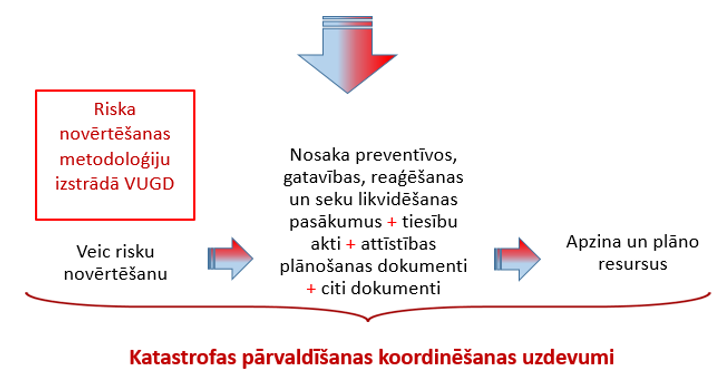 Riska
novērtēšanas
metodoloģiju
izstrādā VUGD
Veic risku
novērtēšanu
Nosaka preventīvos,
gatavības, reaģēšanas
un seku likvidēšanas
pasākumus + tiesību
akti + attīstības
plānošanas dokumenti
+ citi dokumenti
Apzina un plāno
resursus
Katastrofas pārvaldīšanas koordinēšanas uzdevumi